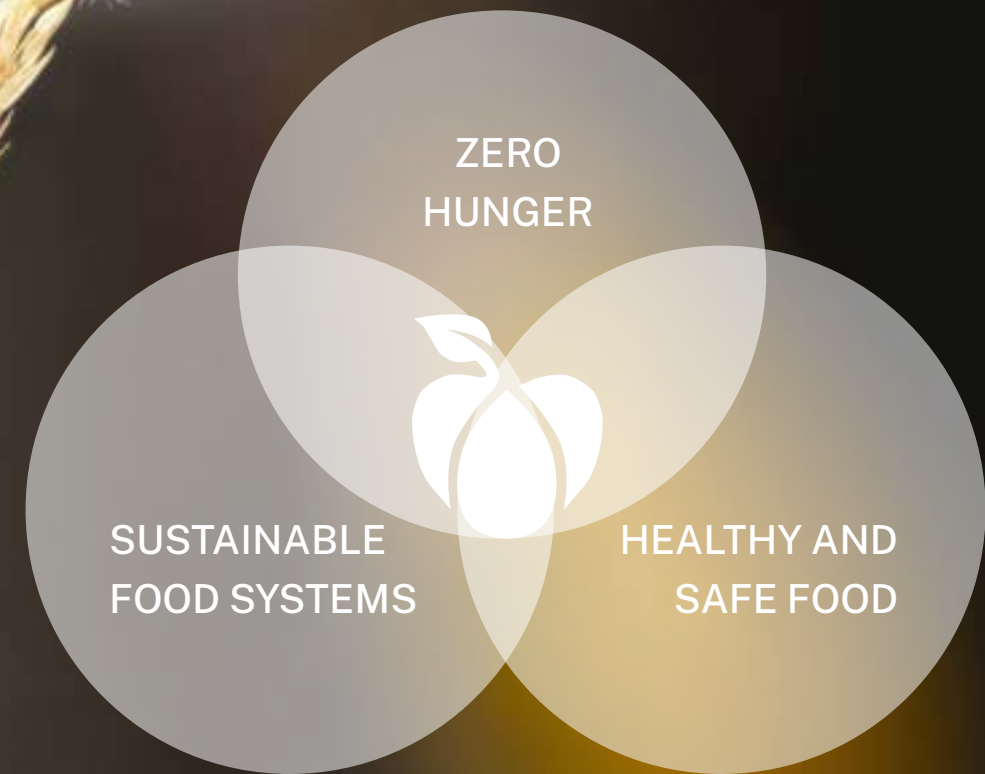 ZERO
HUNGER
SUSTAINABLE
FOOD SYSTEMS
HEALTHY AND
SAFE FOOD